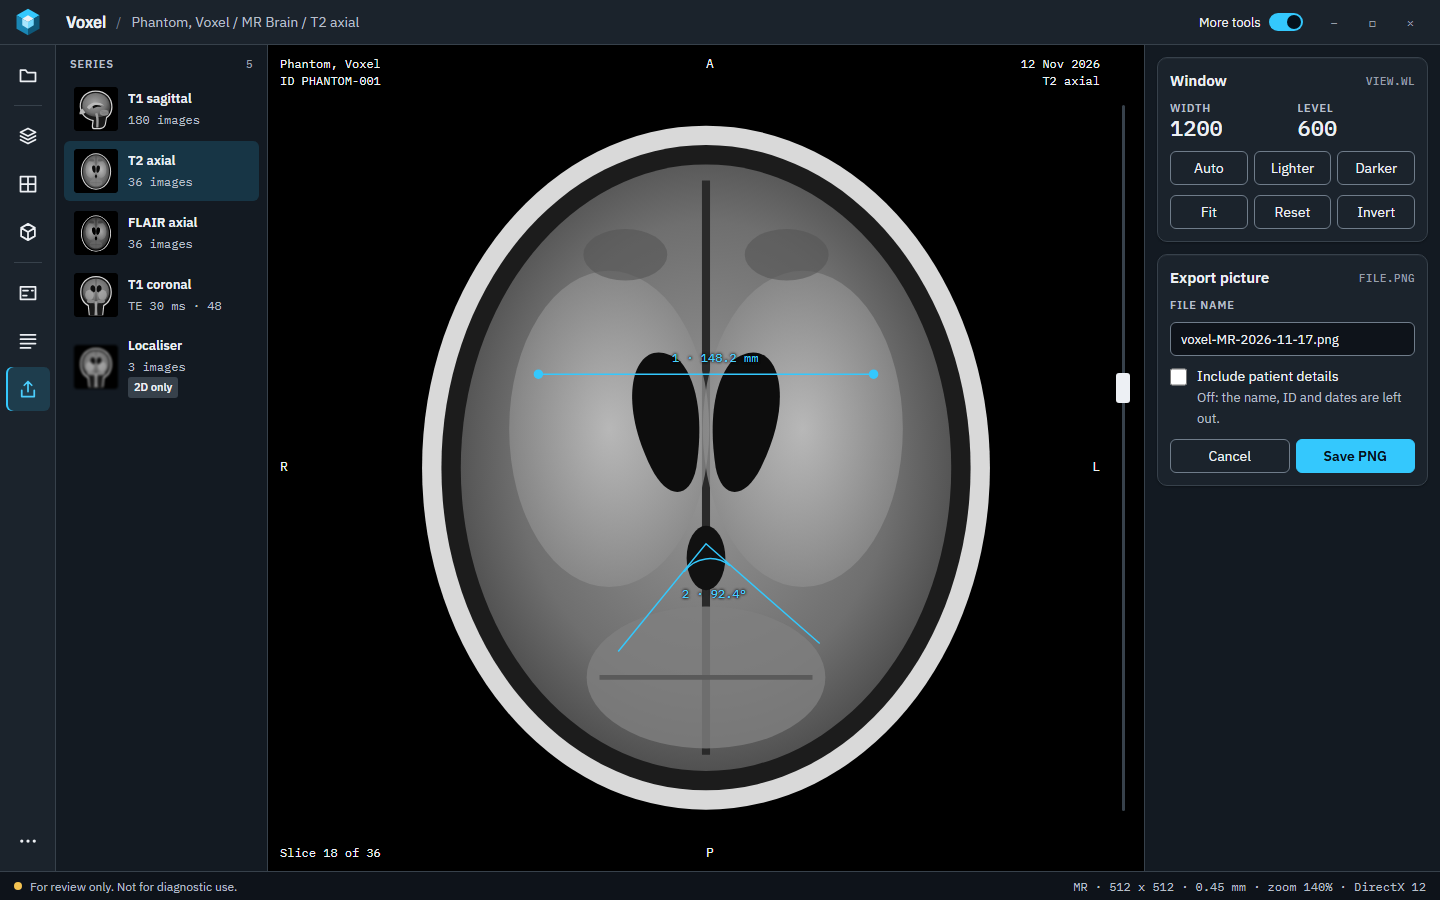 Voxel / Phantom, Voxel / MR Brain / T2 axial
More tools
SERIES 5
T1 sagittal
180 images
T2 axial
36 images
FLAIR axial
36 images
T1 coronal
TE 30 ms · 48
Localiser
3 images
2D only
Phantom, Voxel
ID PHANTOM-001
A
12 Nov 2026
T2 axial
1 · 148.2 mm
R
L
2 · 92.4°
Slice 18 of 36
P
Window VIEW.WL
WIDTH LEVEL
1200 600
Auto Lighter Darker
Fit Reset Invert
Export picture FILE.PNG
FILE NAME
voxel-MR-2026-11-17.png
Include patient details
Off: the name, ID and dates are left
out.
Cancel Save PNG
For review only. Not for diagnostic use.
MR · 512 x 512 · 0.45 mm · zoom 140% · DirectX 12